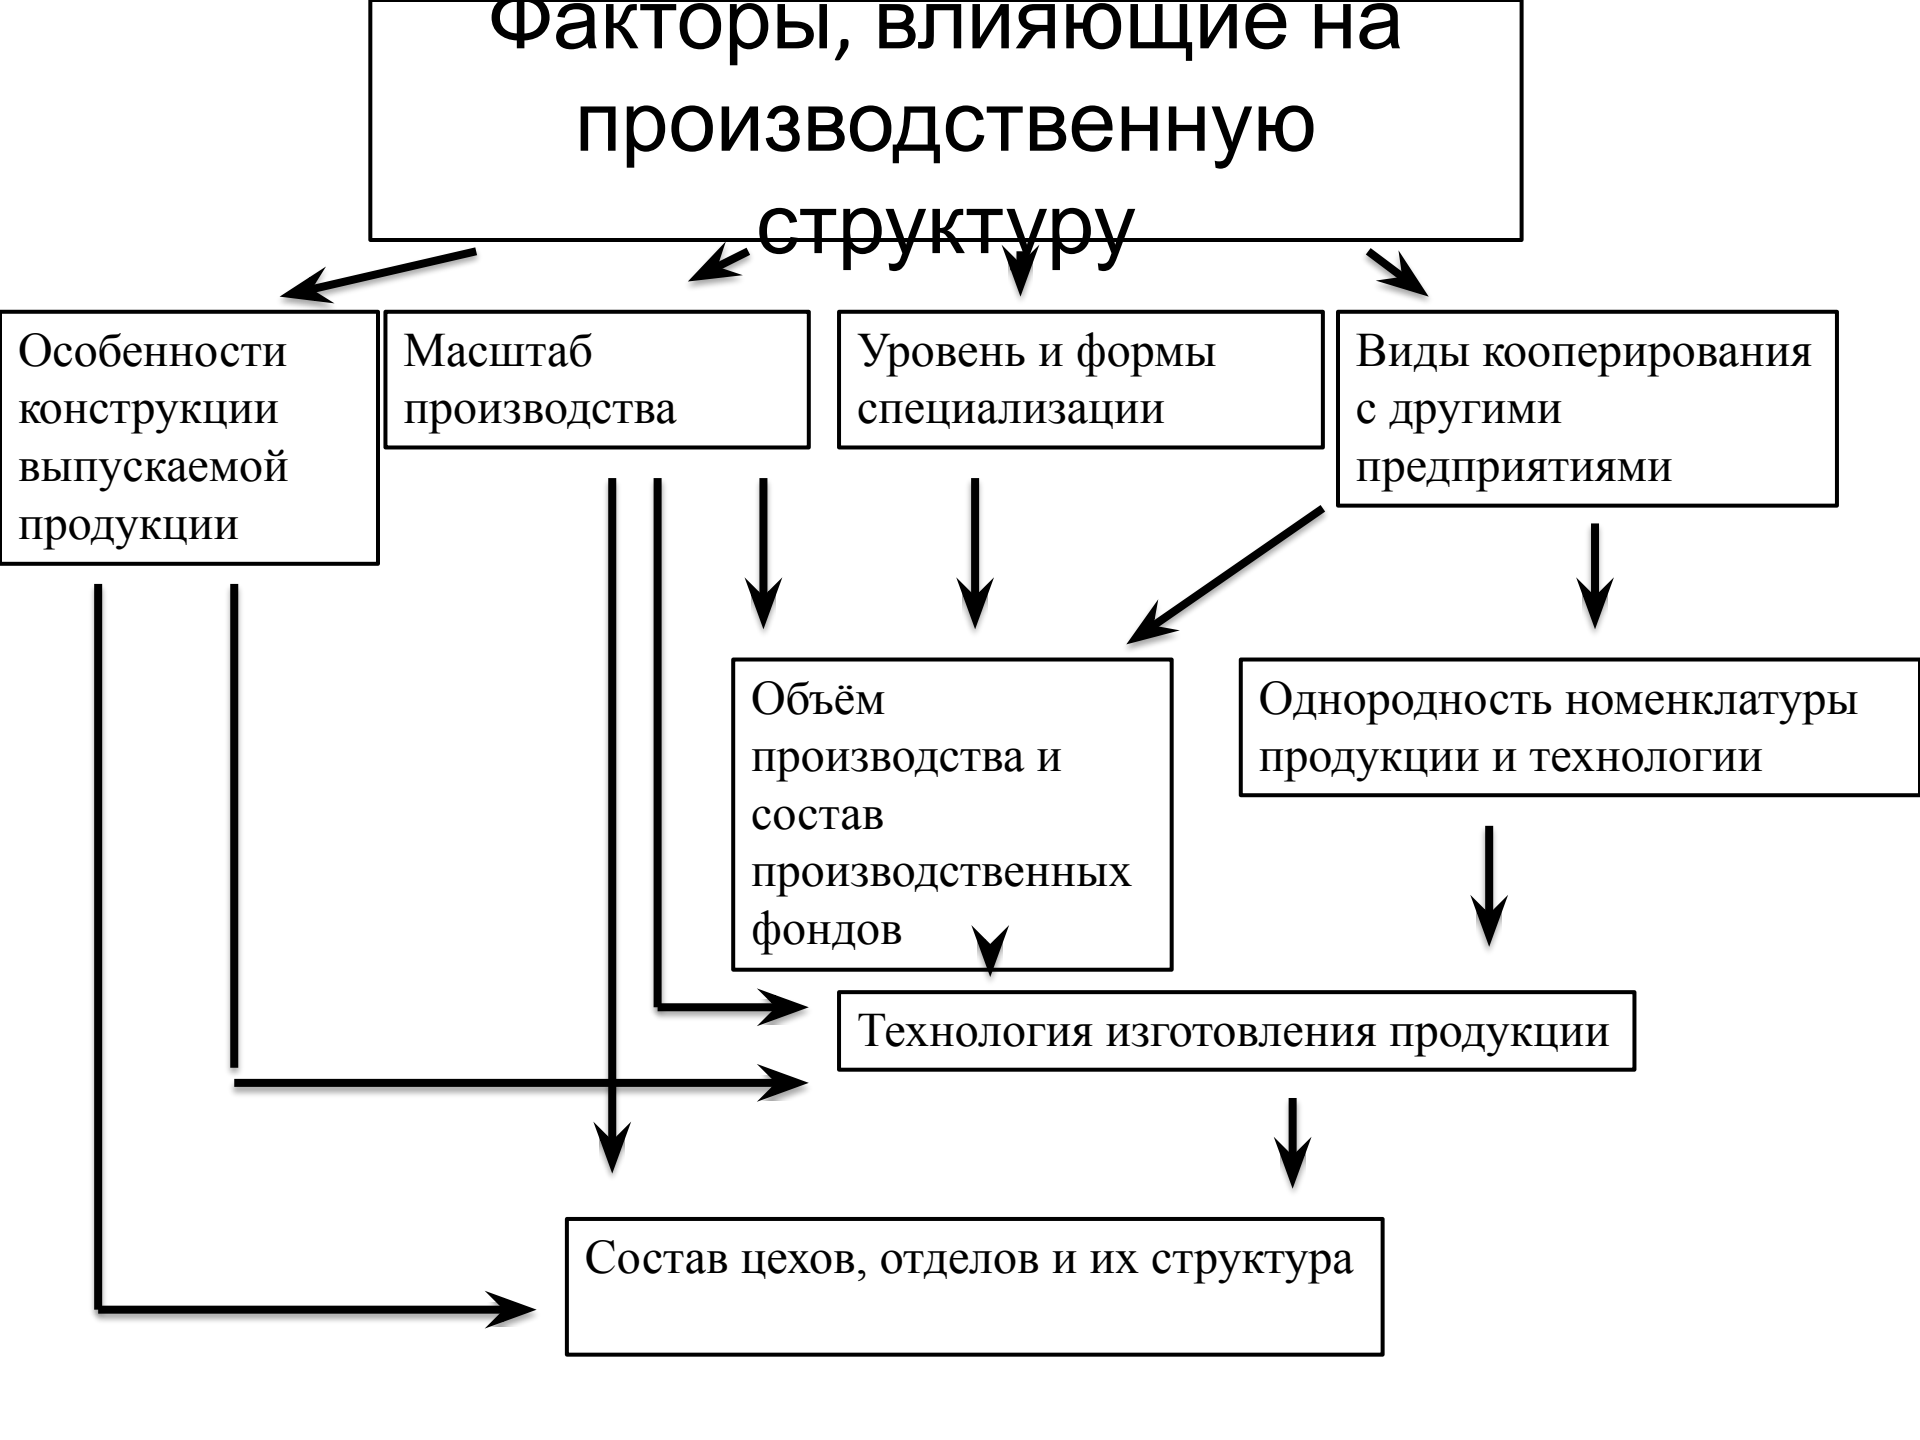 Факторы, влияющие на
производственную
структуру
Особенности
конструкции
выпускаемой
продукции
Масштаб
производства
Уровень и формы
специализации
Виды кооперирования
с другими
предприятиями
Объём
производства и
состав
производственных
фондов
Однородность номенклатуры
продукции и технологии
Технология изготовления продукции
Состав цехов, отделов и их структура